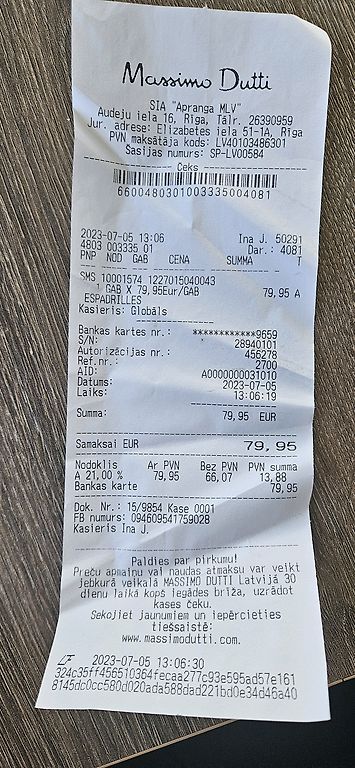 Massimo Dutti
SIA "Apranga MLV"
Audeju iela 16, Rīga, Tālr. 26390959
Jur. adrese: Elizabetes iela 51-1A, Rīga
PVN maksātāja kods: LV40103486301
Sasijas numurs: SP-LV00584
Ceks
6600480301003335004081
2023-07-05 13:06 Ina J. 50291
4803 003335 01 Dar.: 4081
PNP NOD GAB CENA SUMMA T
SMS 10001574 1227015040043
1 GAB X 79,95Eur/GAB 79,95 A
ESPADRILLES
Kasieris: Globāls
Bankas kartes nr.: ************9659
S/N: 28940101
Autorizācijas nr.: 456278
Ref.nr.: 2700
AID: A0000000031010
Datums: 2023-07-05
Laiks: 13:06:19
Summa: 79,95 EUR
Samaksai EUR 79,95
Nodoklis Ar PVN Bez PVN PVN summa
A 21,00 % 79,95 66,07 13,88
Bankas karte 79,95
Dok. Nr.: 15/9854 Kase 0001
FB numurs: 094609541759028
Kasieris Ina J.
Paldies par pirkumu!
Preču apmaiņu vai naudas atmaksu var veikt
jebkurā veikalā MASSIMO DUTTI Latvijā 30
dienu laikā kopš iegādes brīža, uzrādot
kases čeku.
Sekojiet jaunumiem un iepērcieties
tiešsaistē:
www.massimodutti.com.
LF 2023-07-05 13:06:30
324c35ff456510364fecaa277c93e595ad57e161
8145dc0cc580d020ada588dad221bd0e34d46a40